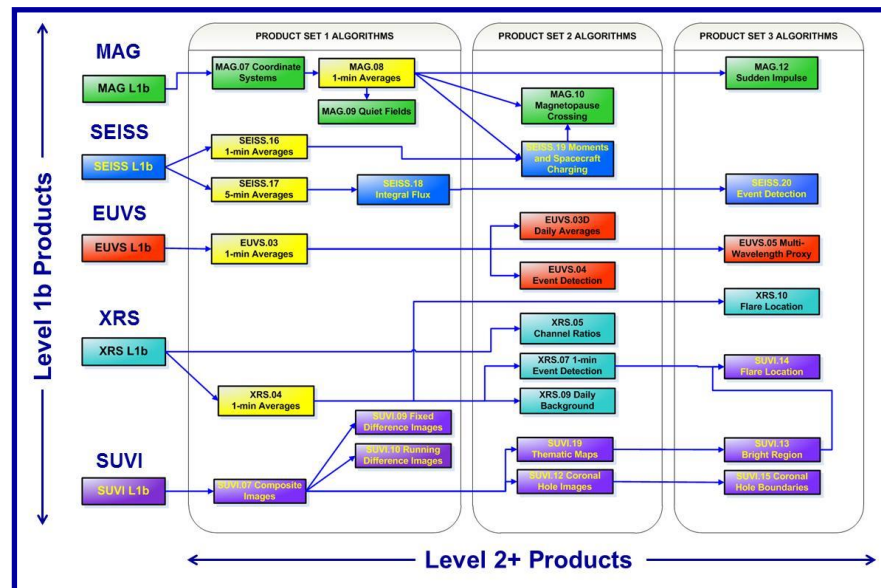 PRODUCT SET 1 ALGORITHMS
PRODUCT SET 2 ALGORITHMS
PRODUCT SET 3 ALGORITHMS
Level 1b Products
MAG
MAG L1b
MAG.07 Coordinate
Systems
MAG.08
1-min Averages
MAG.09 Quiet Fields
MAG.10
Magnetopause
Crossing
MAG.12
Sudden Impulse
SEISS
SEISS L1b
SEISS.16
1-min Averages
SEISS.17
5-min Averages
SEISS.18
Integral Flux
SEISS.19 Moments
and Spacecraft
Charging
SEISS.20
Event Detection
EUVS
EUVS L1b
EUVS.03
1-min Averages
EUVS.03D
Daily Averages
EUVS.04
Event Detection
EUVS.05 Multi-
Wavelength Proxy
XRS
XRS L1b
XRS.04
1-min Averages
XRS.05
Channel Ratios
XRS.07 1-min
Event Detection
XRS.09 Daily
Background
XRS.10
Flare Location
SUVI.14
Flare Location
SUVI
SUVI L1b
SUVI.07 Composite
Images
SUVI.09 Fixed
Difference Images
SUVI.10 Running
Difference Images
SUVI.19
Thematic Maps
SUVI.12 Coronal
Hole Images
SUVI.13
Bright Region
SUVI.15 Coronal
Hole Boundaries
Level 2+ Products